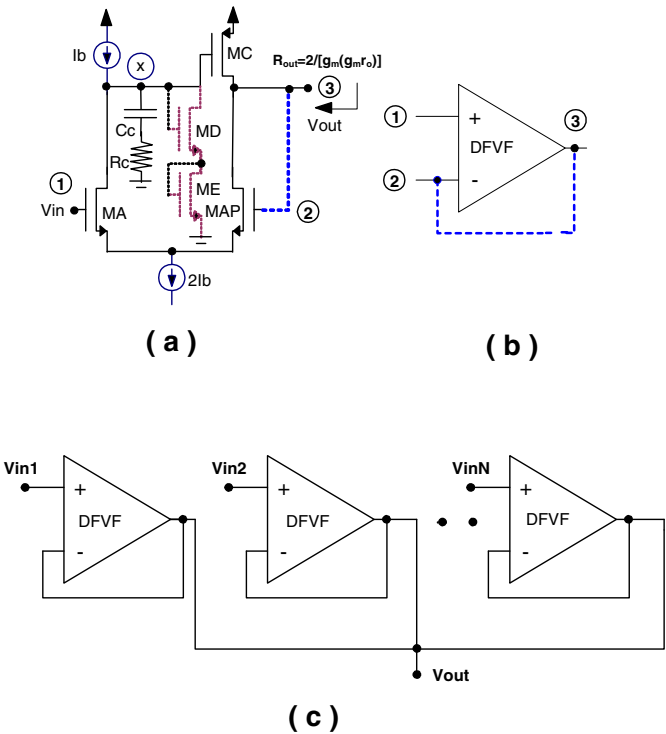 Ib
x
MC
Rout=2/[gm(gmro)]
3
Vout
Cc
MD
Rc
1
ME
Vin
MA
MAP
2
2Ib
( a )
1
+
3
DFVF
2
-
( b )
Vin1
+
DFVF
-
Vin2
+
DFVF
-
VinN
+
DFVF
-
Vout
( c )